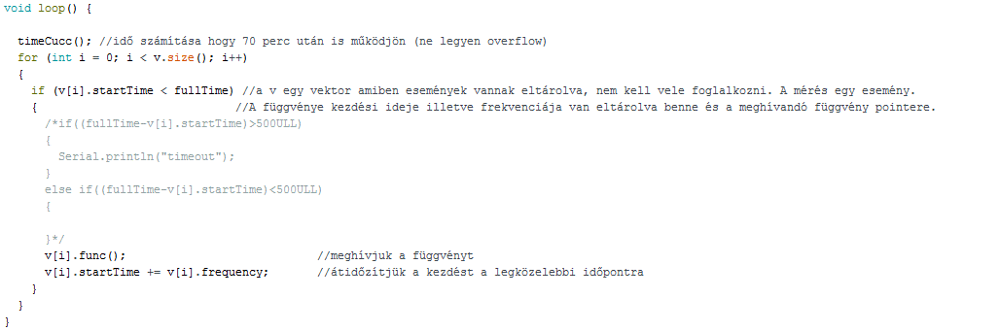 void loop() {
timeCucc(); //idő számítása hogy 70 perc után is működjön (ne legyen overflow)
for (int i = 0; i < v.size(); i++)
{
if (v[i].startTime < fullTime) //a v egy vektor amiben események vannak eltárolva, nem kell vele foglalkozni. A mérés egy esemény.
{ //A függvénye kezdési ideje illetve frekvenciája van eltárolva benne és a meghívandó függvény pointere.
/*if((fullTime-v[i].startTime)>500ULL)
{
Serial.println("timeout");
}
else if((fullTime-v[i].startTime)<500ULL)
{
}*/
v[i].func(); //meghívjuk a függvényt
v[i].startTime += v[i].frequency; //átidőzítjük a kezdést a legközelebbi időpontra
}
}
}